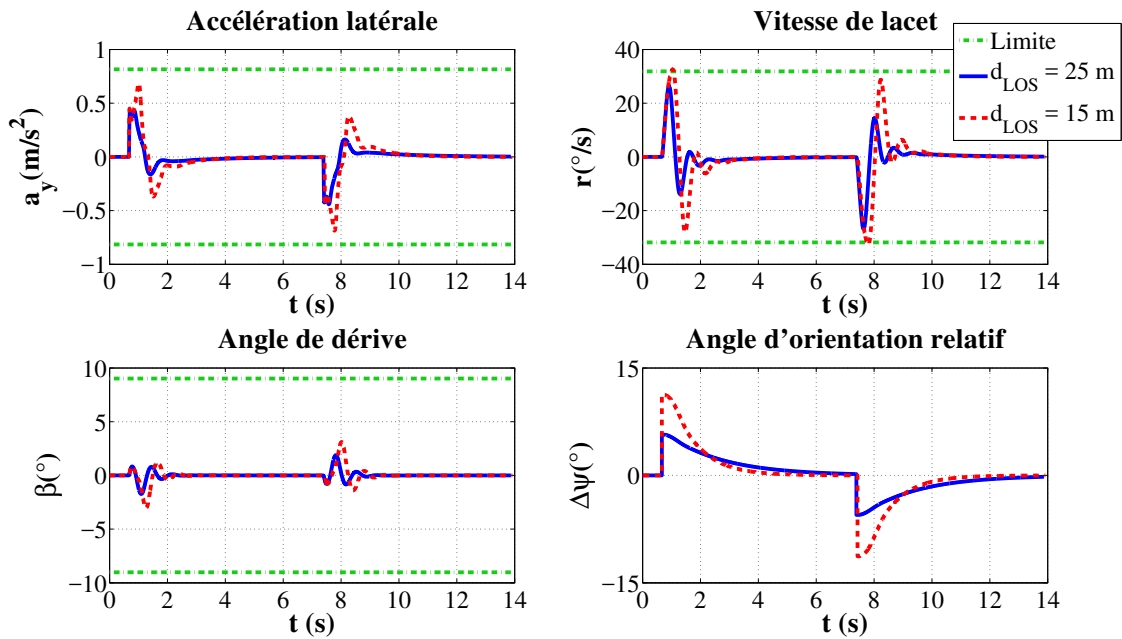 Accélération latérale
1
0.5
0
−0.5
−1
a_y (m/s²)
0 2 4 6 8 10 12 14
t (s)
Vitesse de lacet
40
20
0
−20
−40
r(°/s)
0 2 4 6 8 10 12 14
t (s)
Limite
d_LOS = 25 m
d_LOS = 15 m
Angle de dérive
10
5
0
−5
−10
β(°)
0 2 4 6 8 10 12 14
t (s)
Angle d'orientation relatif
15
0
−15
Δψ(°)
0 2 4 6 8 10 12 14
t (s)